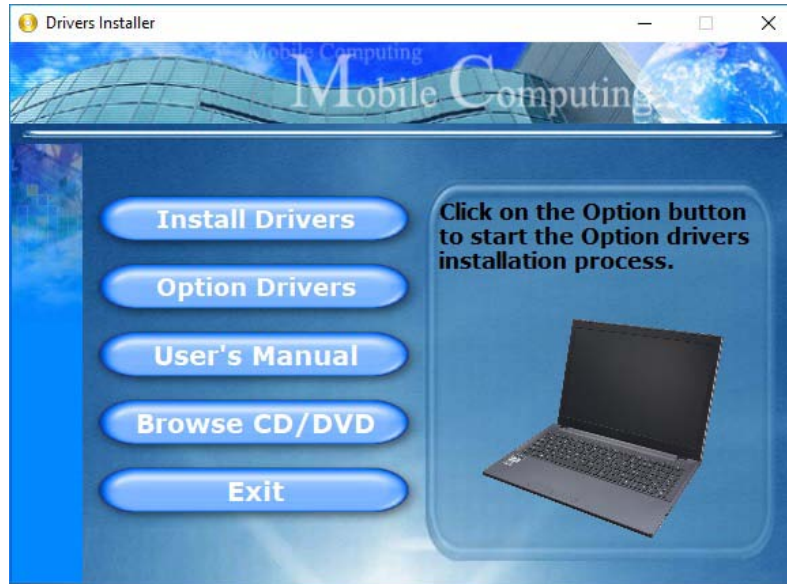 Drivers Installer
Mobile Computing
Mobile Computing
Install Drivers
Option Drivers
User's Manual
Browse CD/DVD
Exit
Click on the Option button
to start the Option drivers
installation process.